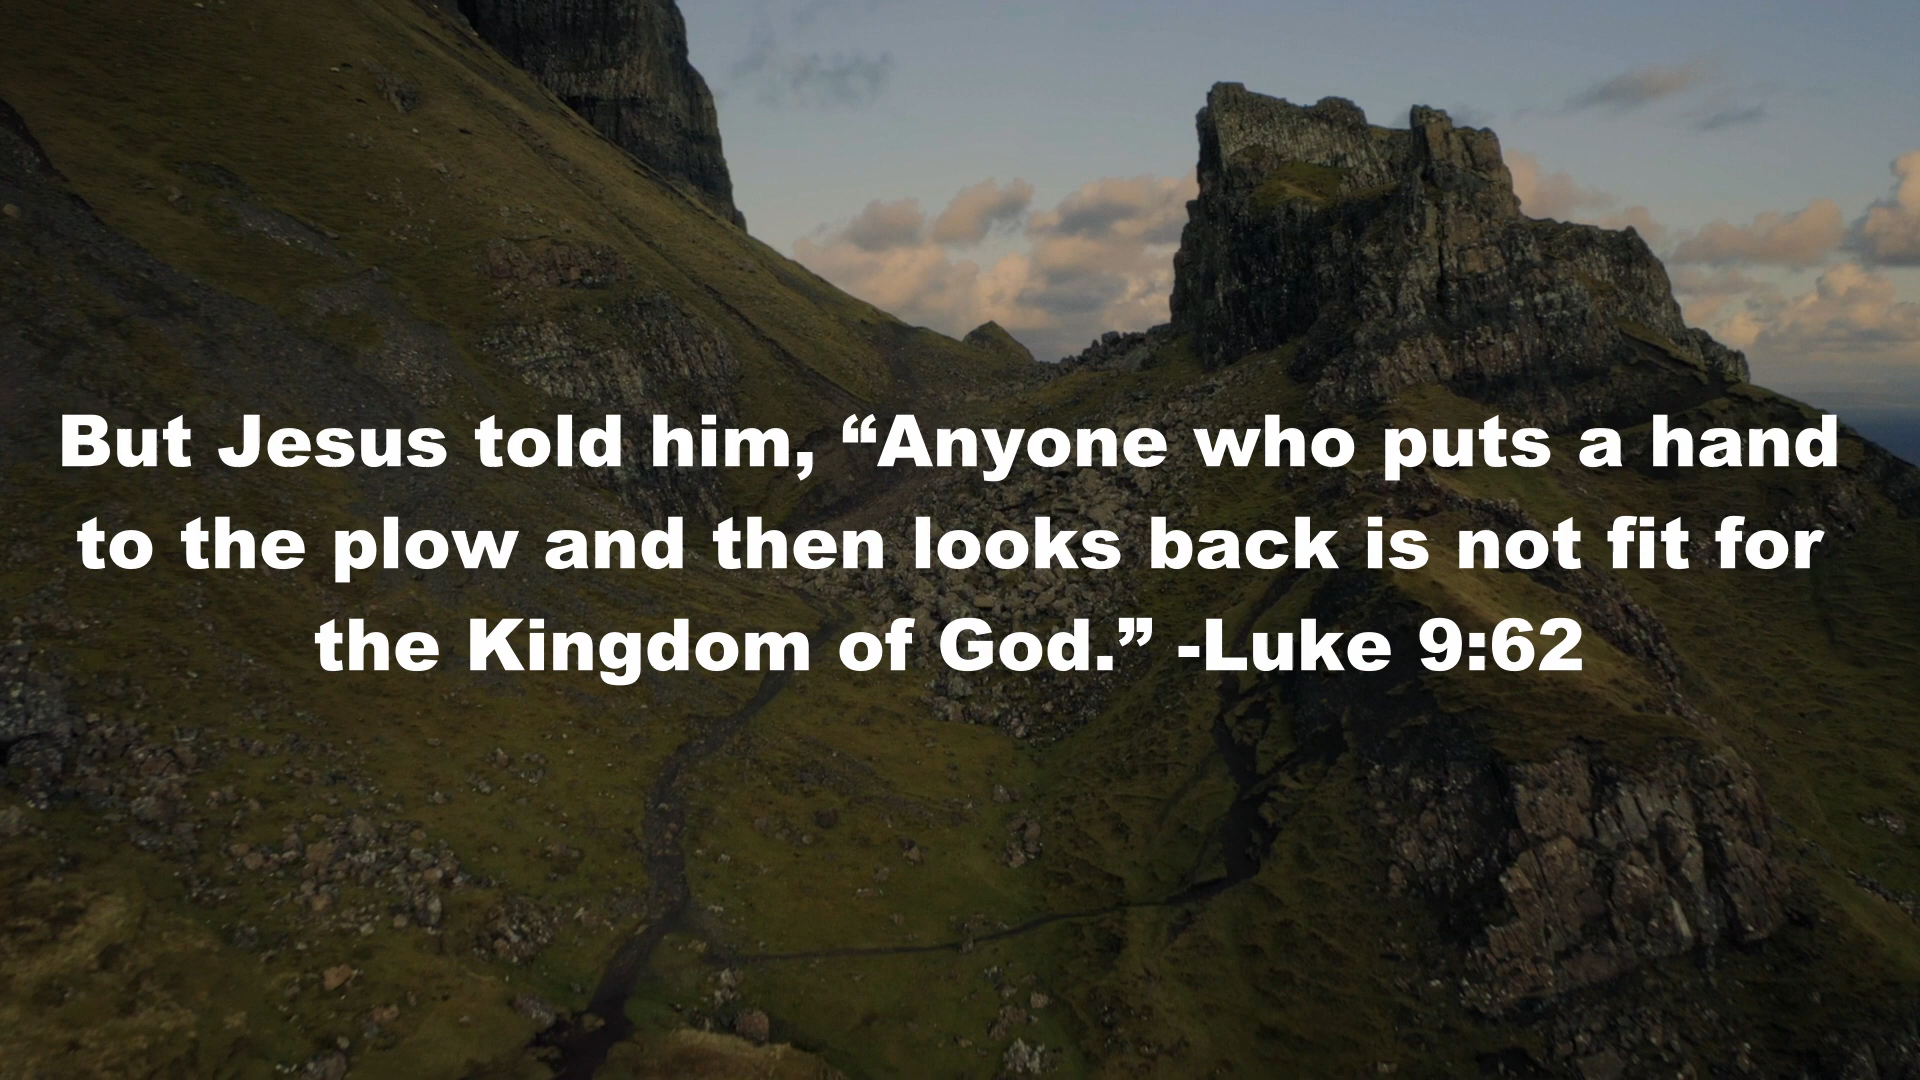 But Jesus told him, “Anyone who puts a hand
to the plow and then looks back is not fit for
the Kingdom of God.” -Luke 9:62